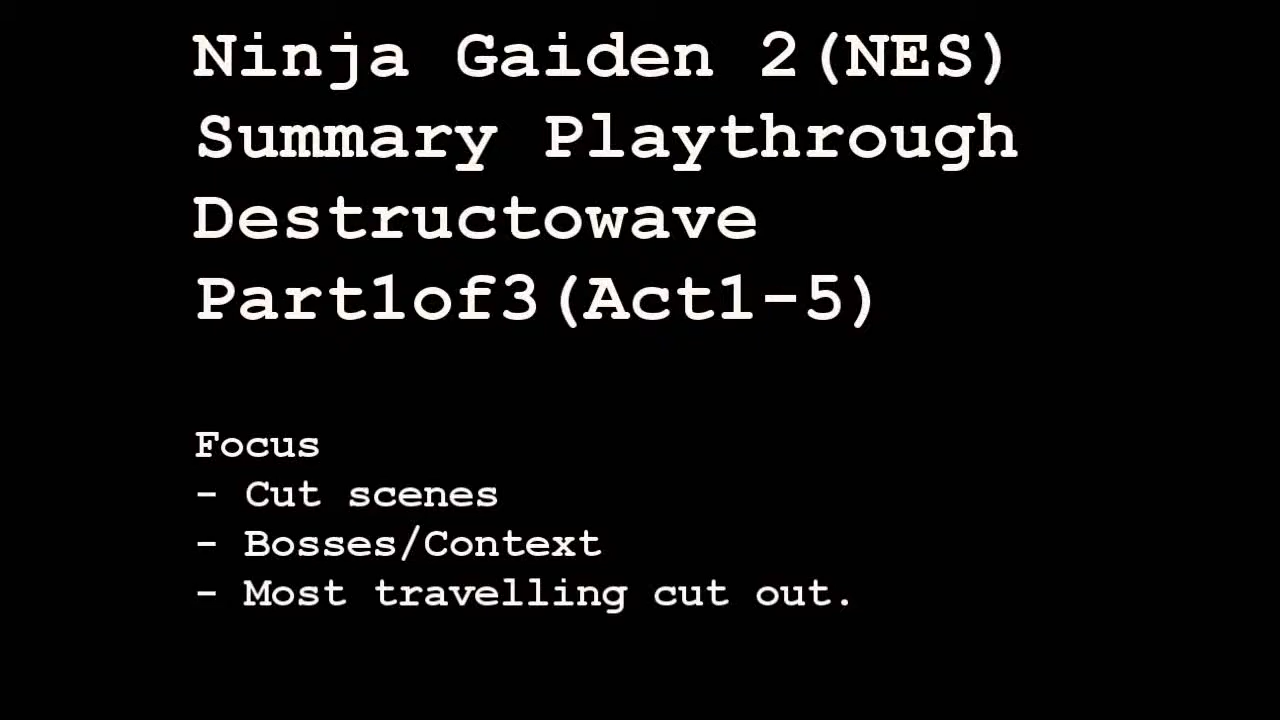 Ninja Gaiden 2(NES)
Summary Playthrough
Destructowave
Part1of3(Act1-5)
Focus
- Cut scenes
- Bosses/Context
- Most travelling cut out.